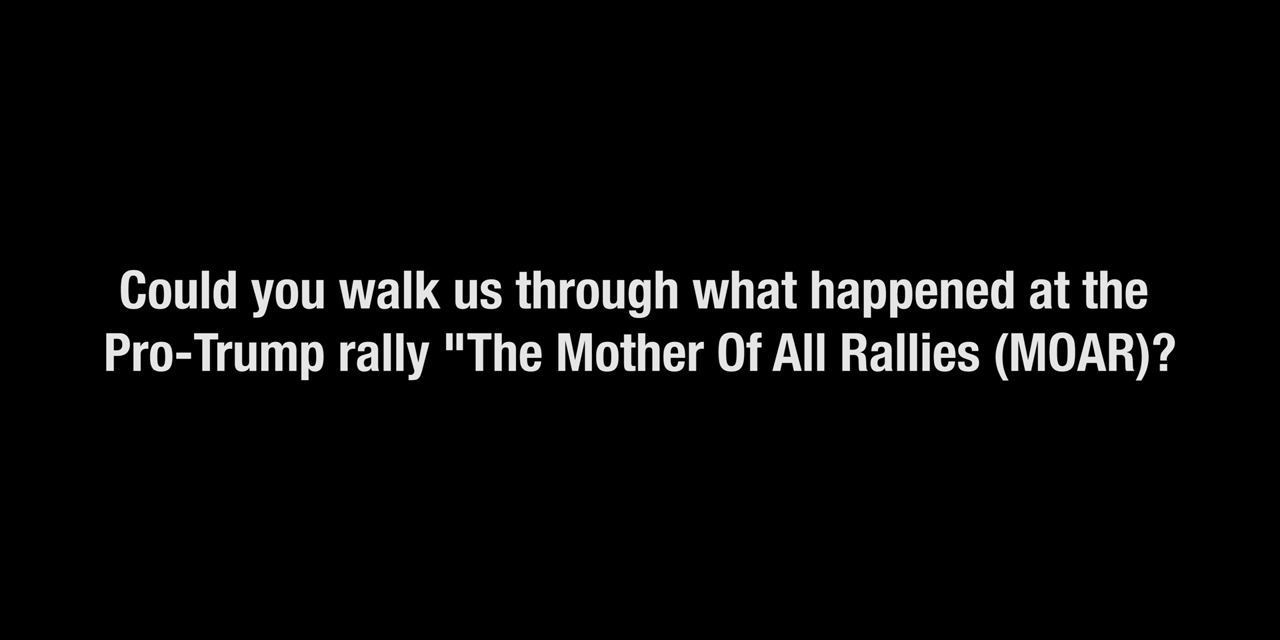 Could you walk us through what happened at the
Pro-Trump rally "The Mother Of All Rallies (MOAR)?